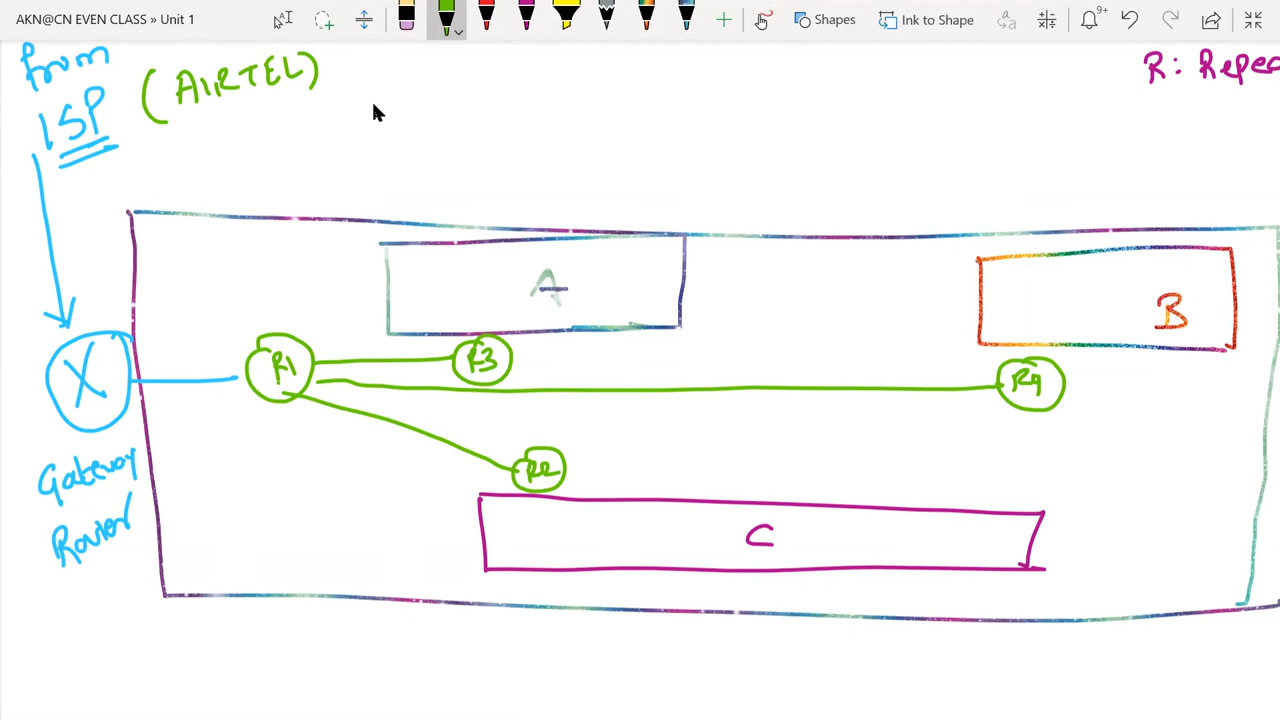 AKN@CN EVEN CLASS » Unit 1
Shapes
Ink to Shape
9+
from
ISP
(AIRTEL)
R: Repea
A
B
R1
R3
R4
X
R2
Gateway
Router
C